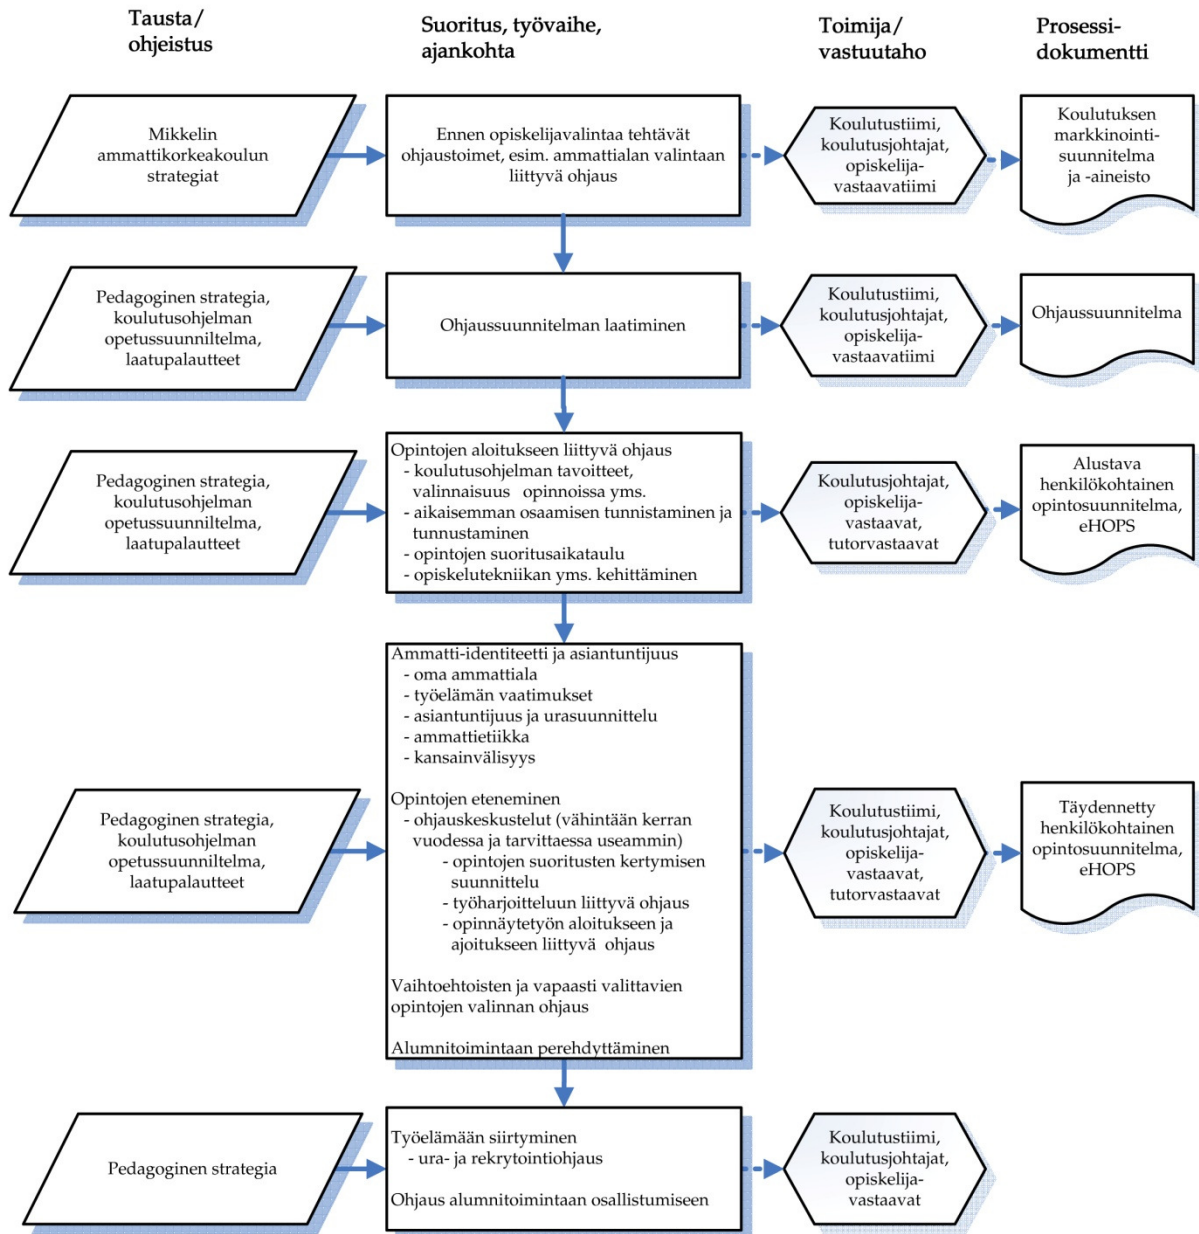 Tausta/
ohjeistus
Suoritus, työvaihe,
ajankohta
Toimija/
vastuutaho
Prosessi-
dokumentti
Mikkelin
ammattikorkeakoulun
strategiat
Ennen opiskelijavalintaa tehtävät
ohjaustoimet, esim. ammattialan valintaan
liittyvä ohjaus
Koulutustiimi,
koulutusjohtajat,
opiskelija-
vastaavatiimi
Koulutuksen
markkinointi-
suunnitelma
ja -aineisto
Pedagoginen strategia,
koulutusohjelman
opetussuunniltelma,
laatupalautteet
Ohjaussuunnitelman laatiminen
Koulutustiimi,
koulutusjohtajat,
opiskelija-
vastaavatiimi
Ohjaussuunnitelma
Pedagoginen strategia,
koulutusohjelman
opetussuunniltelma,
laatupalautteet
Opintojen aloitukseen liittyvä ohjaus
- koulutusohjelman tavoitteet,
valinnaisuus opinnoissa yms.
- aikaisemman osaamisen tunnistaminen ja
tunnustaminen
- opintojen suoritusaikataulu
- opiskelutekniikan yms. kehittäminen
Koulutusjohtajat,
opiskelija-
vastaavat,
tutorvastaavat
Alustava
henkilökohtainen
opintosuunnitelma,
eHOPS
Pedagoginen strategia,
koulutusohjelman
opetussuunniltelma,
laatupalautteet
Ammatti-identiteetti ja asiantuntijuus
- oma ammattiala
- työelämän vaatimukset
- asiantuntijuus ja urasuunnittelu
- ammattietiikka
- kansainvälisyys
Opintojen eteneminen
- ohjauskeskustelut (vähintään kerran
vuodessa ja tarvittaessa useammin)
- opintojen suoritusten kertymisen
suunnittelu
- työharjoitteluun liittyvä ohjaus
- opinnäytetyön aloitukseen ja
ajoitukseen liittyvä ohjaus
Vaihtoehtoisten ja vapaasti valittavien
opintojen valinnan ohjaus
Alumnitoimintaan perehdyttäminen
Koulutustiimi,
koulutusjohtajat,
opiskelija-
vastaavat,
tutorvastaavat
Täydennetty
henkilökohtainen
opintosuunnitelma,
eHOPS
Pedagoginen strategia
Työelämään siirtyminen
- ura- ja rekrytointiohjaus
Ohjaus alumnitoimintaan osallistumiseen
Koulutustiimi,
koulutusjohtajat,
opiskelija-
vastaavat